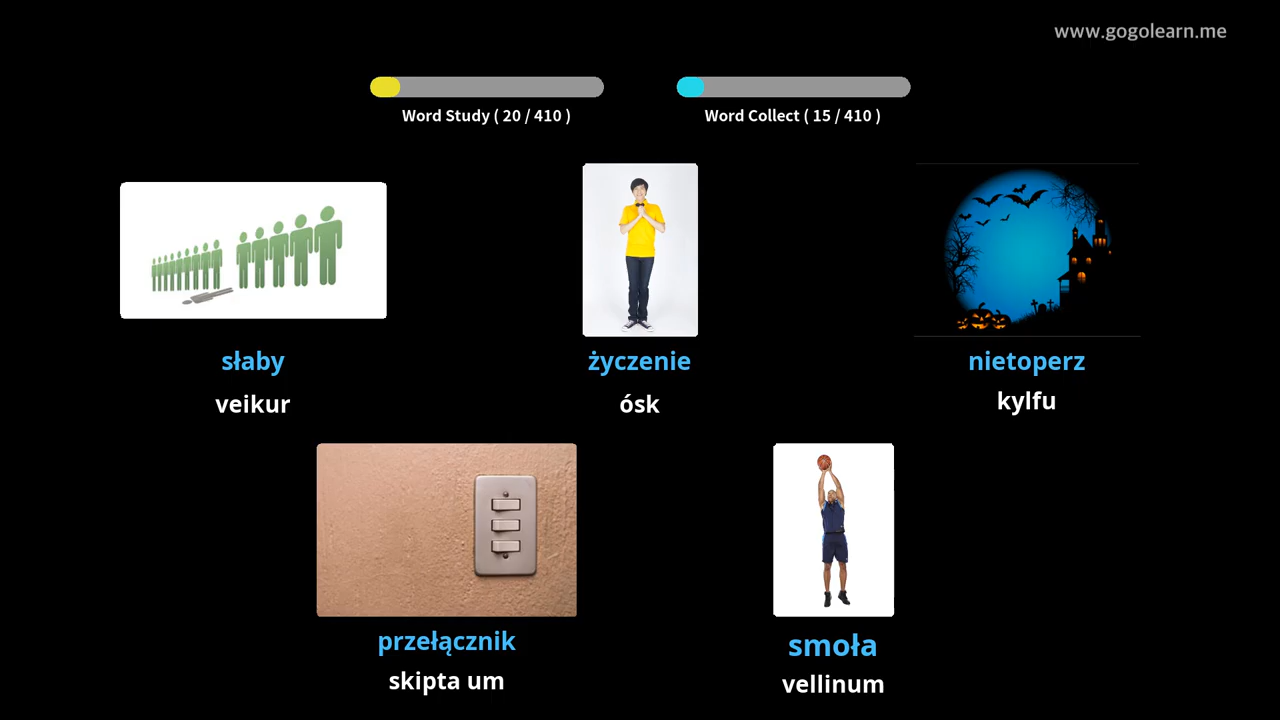 www.gogolearn.me
Word Study ( 20 / 410 )
Word Collect ( 15 / 410 )
słaby
veikur
życzenie
ósk
nietoperz
kylfu
przełącznik
skipta um
smoła
vellinum